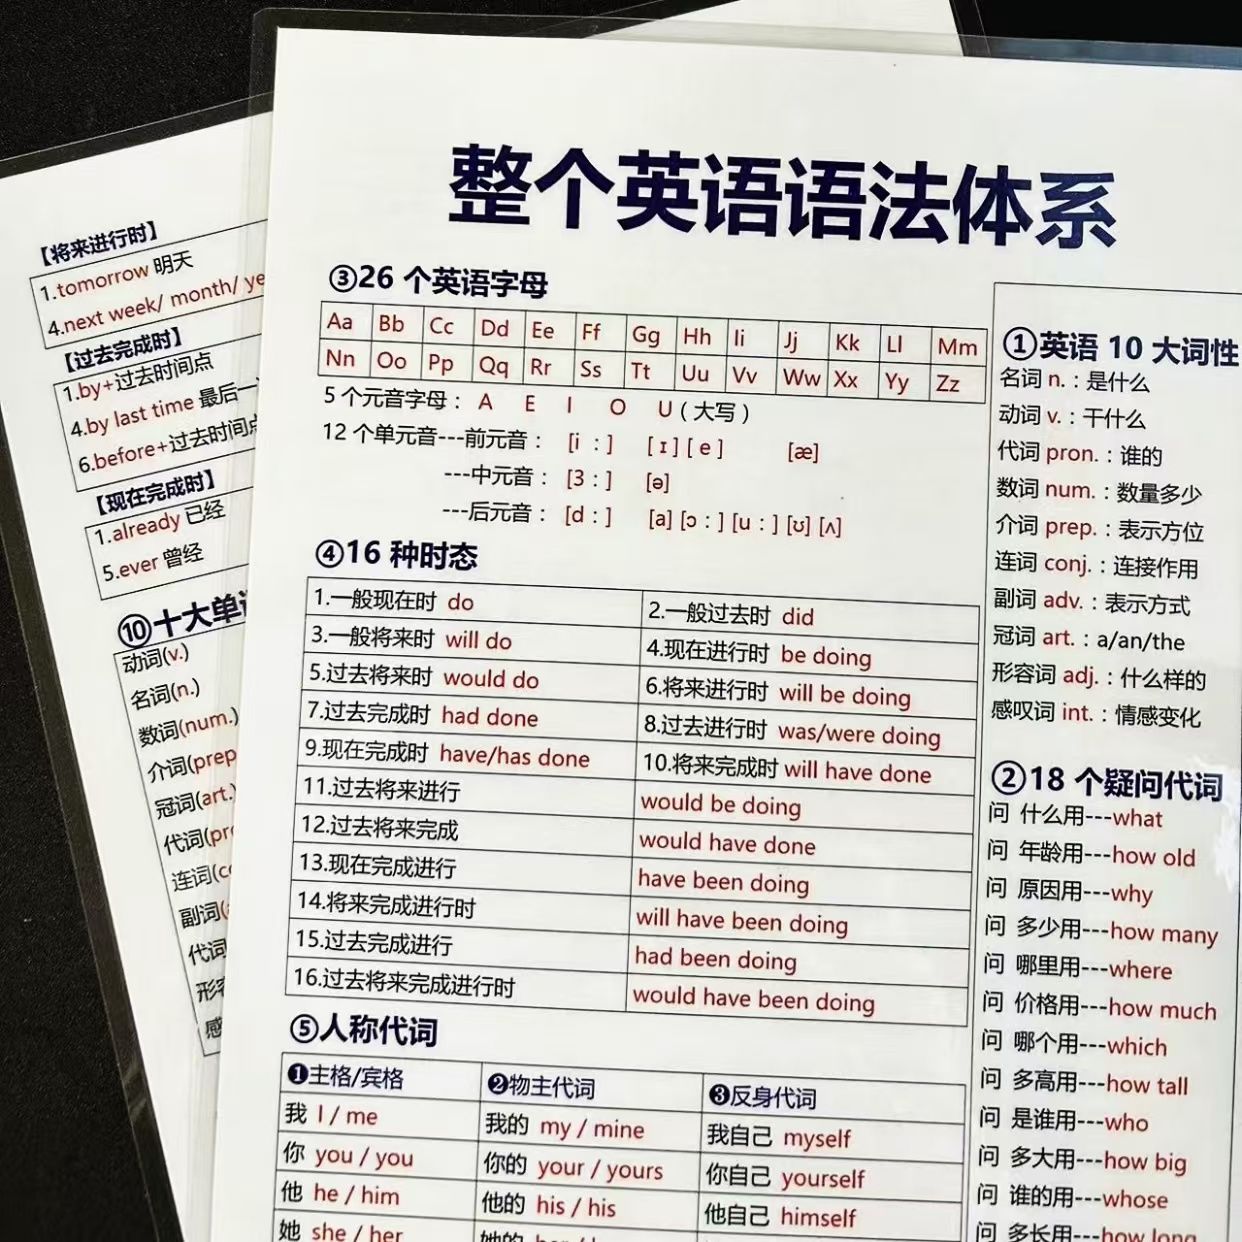 【将来进行时】
1.tomorrow 明天
4.next week/ month/ ye
【过去完成时】
1.by+过去时间点
4.by last time 最后一
6.before+过去时间点
【现在完成时】
1.already 已经
5.ever 曾经
⑩十大单
动词(v.)
名词(n.)
数词(num.)
介词(prep
冠词(art.)
代词(pr
连词(c
副词(
代词
形
感
整个英语语法体系
③26 个英语字母
Aa Bb Cc Dd Ee Ff Gg Hh Ii Jj Kk Ll Mm
Nn Oo Pp Qq Rr Ss Tt Uu Vv Ww Xx Yy Zz
5 个元音字母： A E I O U（大写）
12 个单元音---前元音： [i ：] [ɪ] [e] [æ]
---中元音： [3：] [ə]
---后元音： [d：] [a] [ɔ：] [u：] [ʊ] [ʌ]
④16 种时态
1.一般现在时 do
2.一般过去时 did
3.一般将来时 will do
4.现在进行时 be doing
5.过去将来时 would do
6.将来进行时 will be doing
7.过去完成时 had done
8.过去进行时 was/were doing
9.现在完成时 have/has done
10.将来完成时 will have done
11.过去将来进行 would be doing
12.过去将来完成 would have done
13.现在完成进行 have been doing
14.将来完成进行时 will have been doing
15.过去完成进行 had been doing
16.过去将来完成进行时 would have been doing
⑤人称代词
❶主格/宾格 ❷物主代词 ❸反身代词
我 I / me 我的 my / mine 我自己 myself
你 you / you 你的 your / yours 你自己 yourself
他 he / him 他的 his / his 他自己 himself
她 she / her 她的
①英语 10 大词性
名词 n.：是什么
动词 v.：干什么
代词 pron.：谁的
数词 num.：数量多少
介词 prep.：表示方位
连词 conj.：连接作用
副词 adv.：表示方式
冠词 art.：a/an/the
形容词 adj.：什么样的
感叹词 int.：情感变化
②18 个疑问代词
问 什么用---what
问 年龄用---how old
问 原因用---why
问 多少用---how many
问 哪里用---where
问 价格用---how much
问 哪个用---which
问 多高用---how tall
问 是谁用---who
问 多大用---how big
问 谁的用---whose
问 多长用---how long